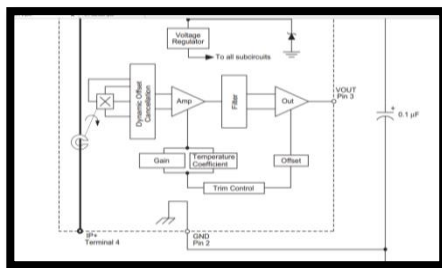 Voltage
Regulator
To all subcircuits
VOUT
Pin 3
Dynamic Offset
Cancellation
Amp
Filter
Out
0.1 µF
Gain
Temperature
Coefficient
Offset
Trim Control
IP+
Terminal 4
GND
Pin 2